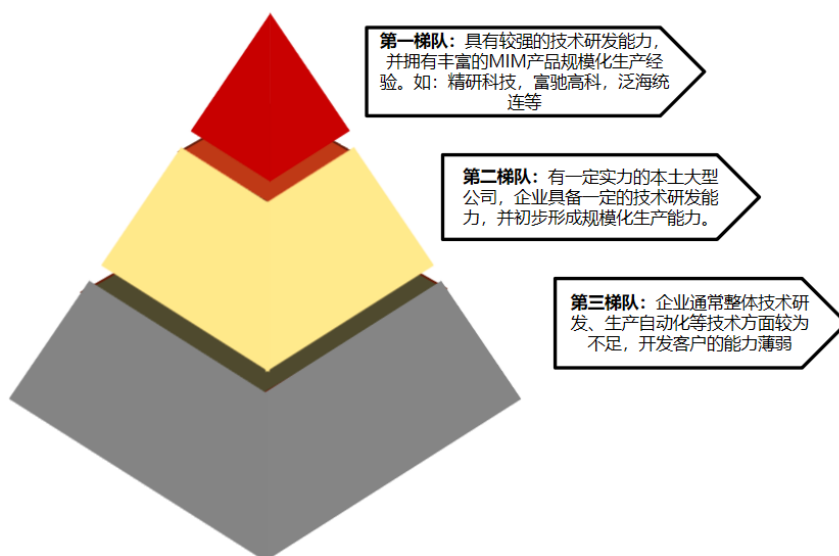 第一梯队：具有较强的技术研发能力，
并拥有丰富的MIM产品规模化生产经
验。如：精研科技，富驰高科，泛海统
连等
第二梯队：有一定实力的本土大型
公司，企业具备一定的技术研发能
力，并初步形成规模化生产能力。
第三梯队：企业通常整体技术研
发、生产自动化等技术方面较为
不足，开发客户的能力薄弱